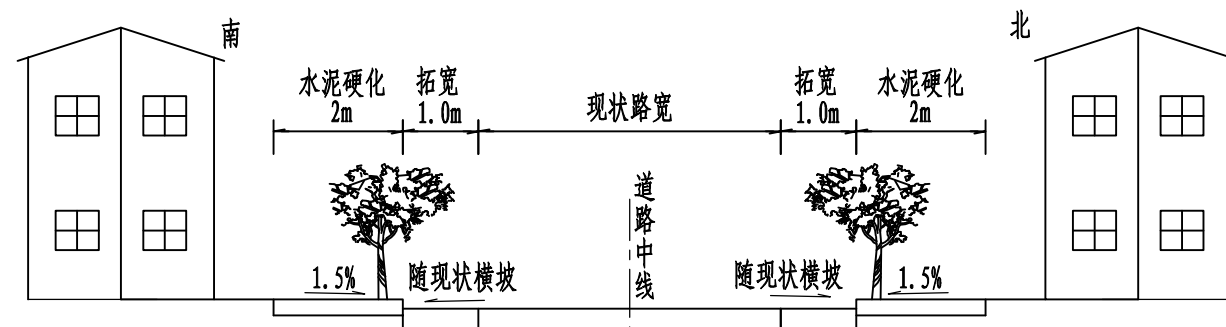 南
北
水泥硬化
2m
拓宽
1.0m
现状路宽
拓宽
1.0m
水泥硬化
2m
道路中线
1.5%
随现状横坡
随现状横坡
1.5%